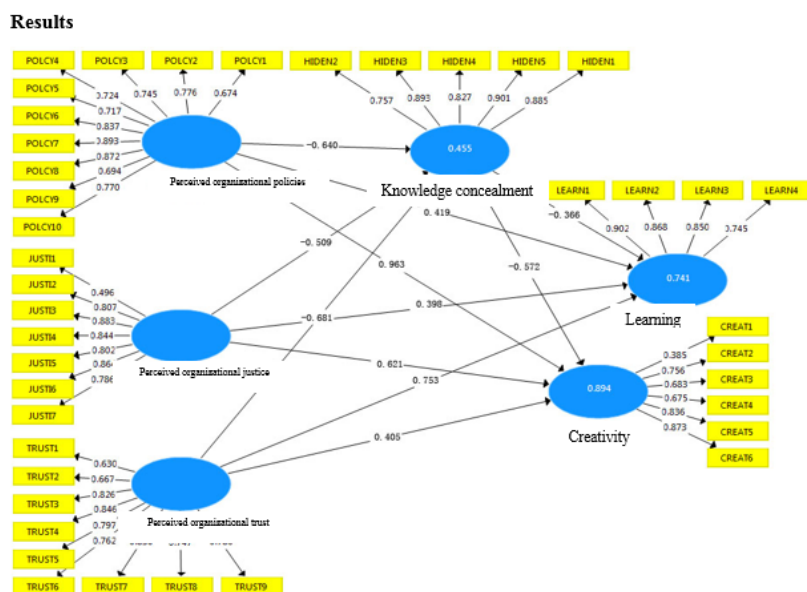 Results
POLCY4 POLCY3 POLCY2 POLCY1 HIDEN2 HIDEN3 HIDEN4 HIDEN5 HIDEN1
POLCY5
POLCY6
POLCY7
POLCY8
POLCY9
POLCY10
0.724 0.745 0.776 0.674
0.717
0.837
0.893
0.872
0.694
0.770
0.757 0.893 0.827 0.901 0.885
-0.640
0.455
Perceived organizational policies
Knowledge concealment
LEARN1 LEARN2 LEARN3 LEARN4
0.419
-0.366
0.902 0.868 0.850 0.745
-0.509
0.963
-0.572
0.741
Learning
JUSTI1
JUSTI2
JUSTI3
JUSTI4
JUSTI5
JUSTI6
JUSTI7
0.496
0.807
0.883
0.844
0.802
0.786
-0.681
0.398
Perceived organizational justice
0.621
0.753
0.894
Creativity
CREAT1
CREAT2
CREAT3
CREAT4
CREAT5
CREAT6
0.385
0.756
0.683
0.675
0.836
0.873
0.405
TRUST1
TRUST2
TRUST3
TRUST4
TRUST5
TRUST6 TRUST7 TRUST8 TRUST9
0.630
0.667
0.826
0.846
0.797
0.762
Perceived organizational trust